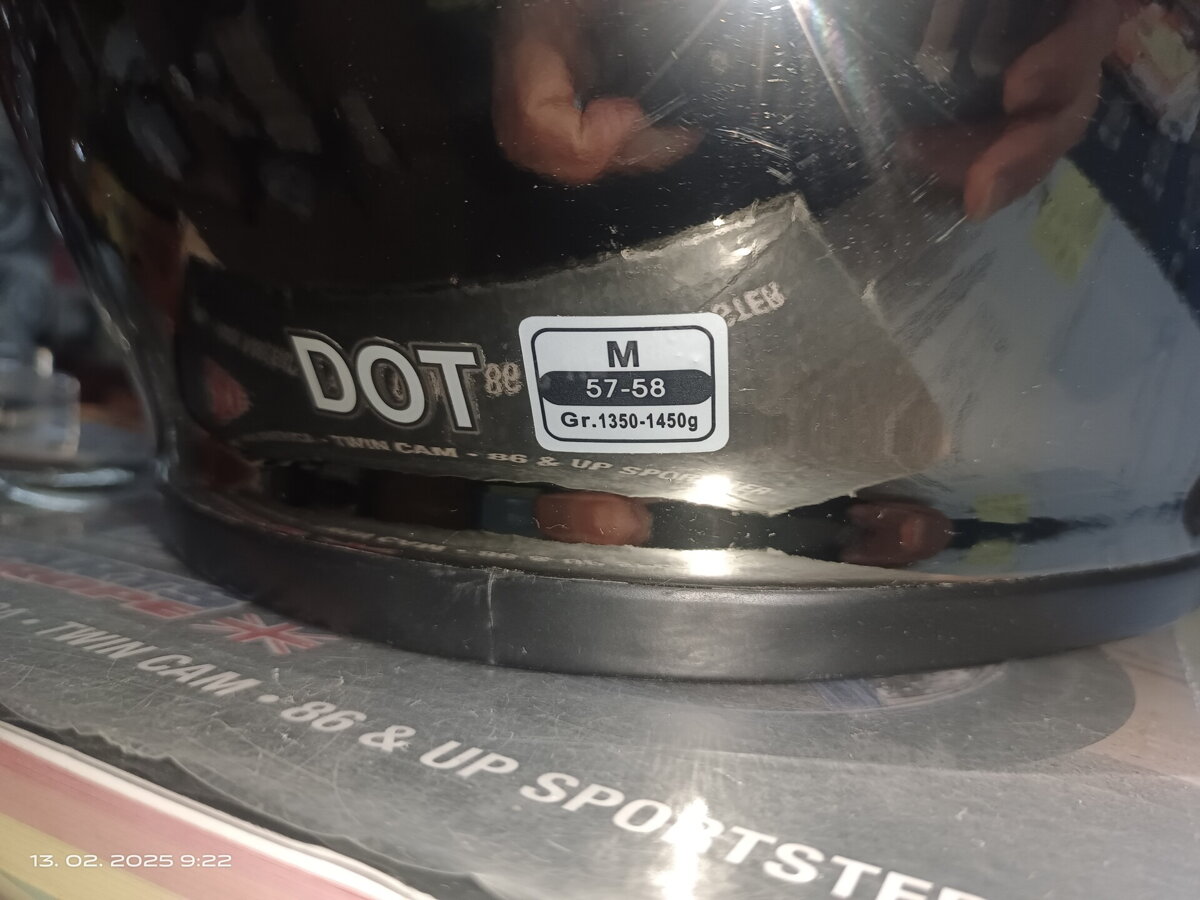 DOT
M
57-58
Gr.1350-1450g
TWIN CAM • 86 & UP
TWIN CAM • 86 & UP SPORTSTER
13. 02. 2025 9:22